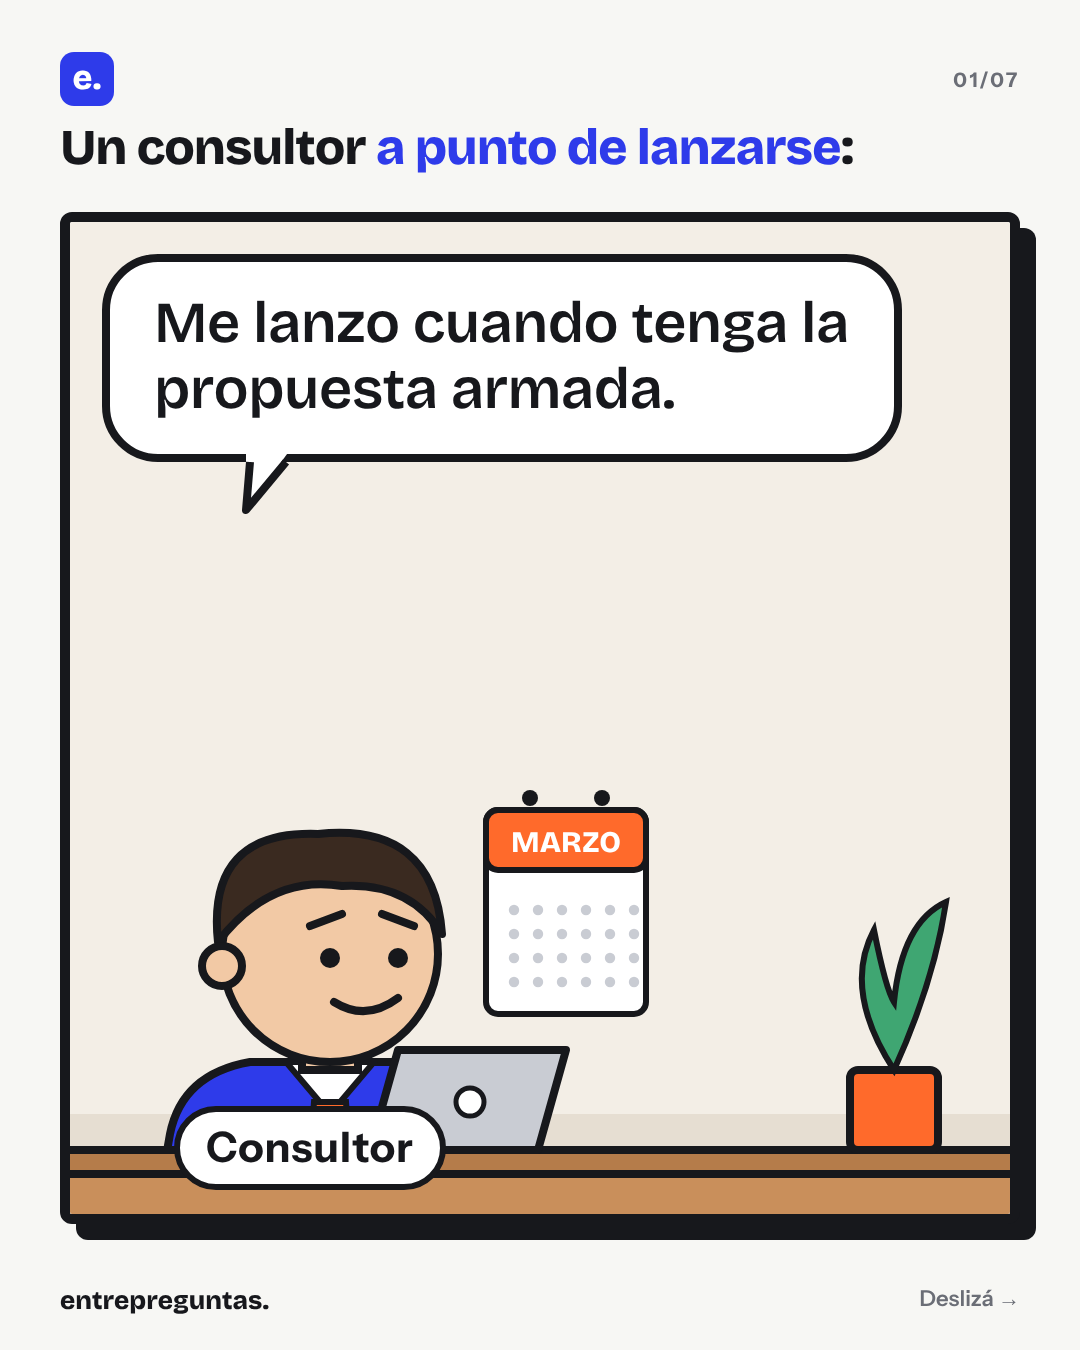 e.
01/07
Un consultor a punto de lanzarse:
Me lanzo cuando tenga la
propuesta armada.
MARZO
Consultor
entrepreguntas.
Deslizá →